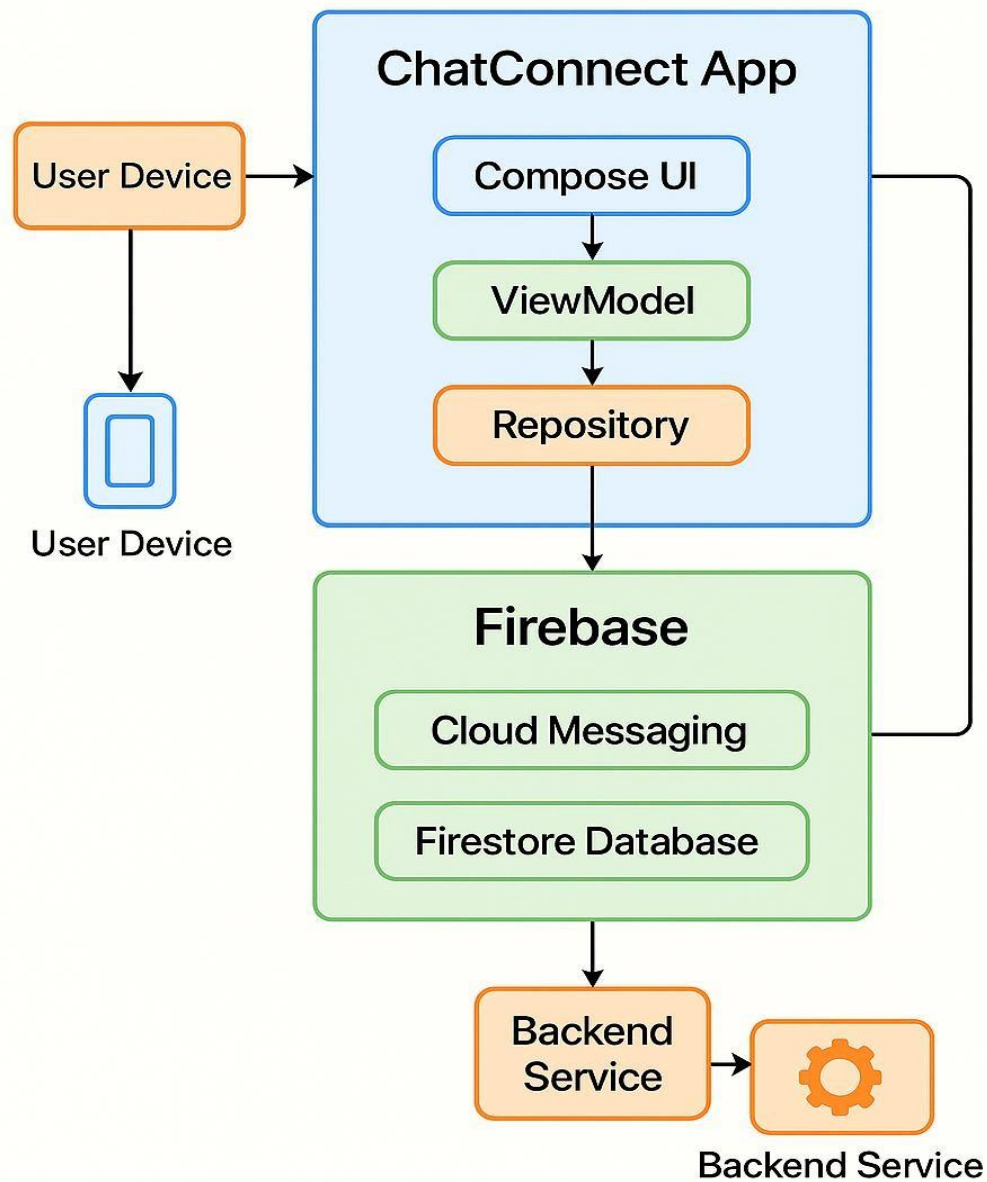 ChatConnect App
User Device
Compose UI
ViewModel
Repository
User Device
Firebase
Cloud Messaging
Firestore Database
Backend
Service
Backend Service